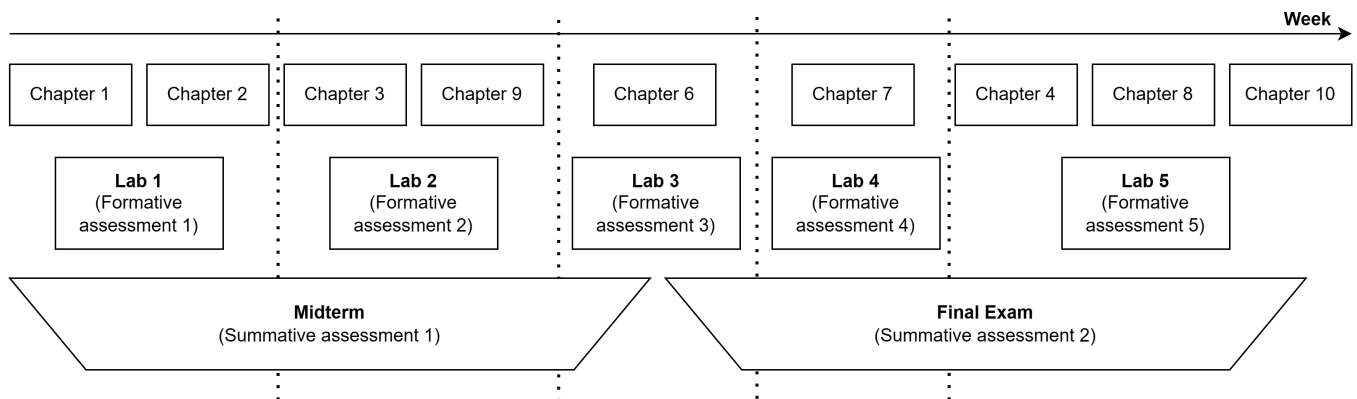 Week
Chapter 1
Chapter 2
Chapter 3
Chapter 9
Chapter 6
Chapter 7
Chapter 4
Chapter 8
Chapter 10
Lab 1
(Formative
assessment 1)
Lab 2
(Formative
assessment 2)
Lab 3
(Formative
assessment 3)
Lab 4
(Formative
assessment 4)
Lab 5
(Formative
assessment 5)
Midterm
(Summative assessment 1)
Final Exam
(Summative assessment 2)